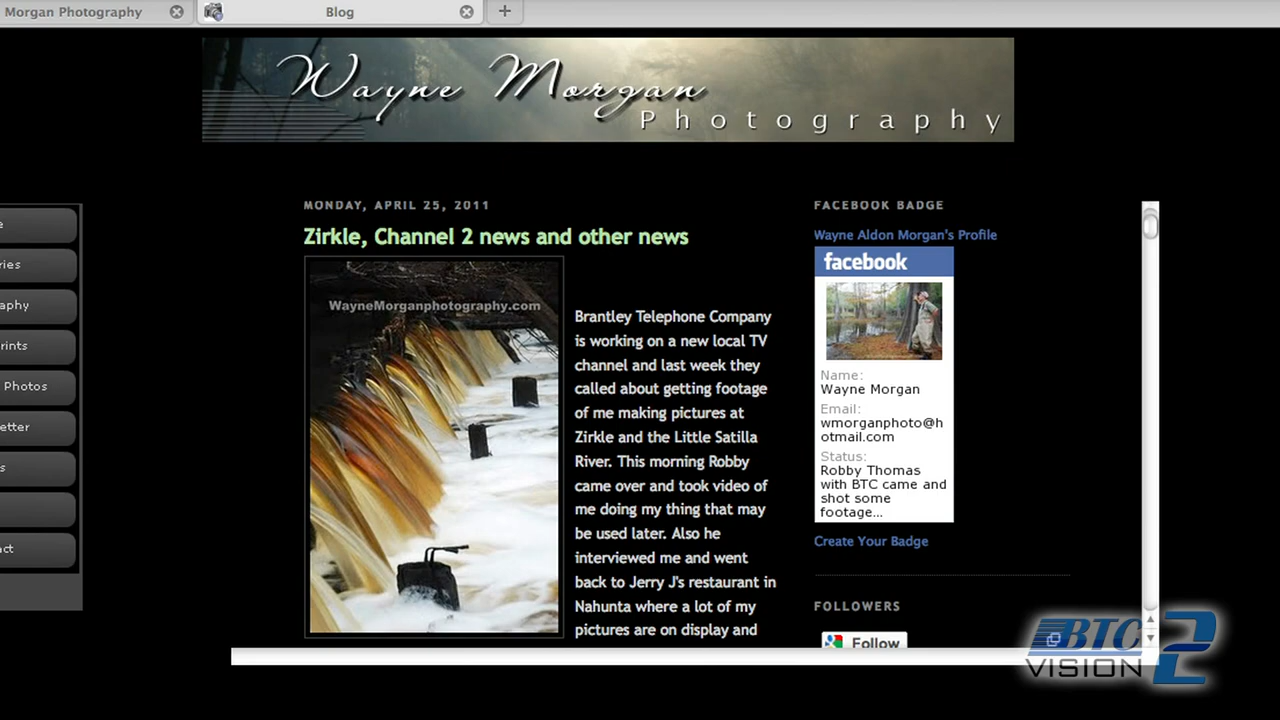 Morgan Photography
Blog
Wayne Morgan
Photography
MONDAY, APRIL 25, 2011
Zirkle, Channel 2 news and other news
WayneMorganphotography.com
Brantley Telephone Company
is working on a new local TV
channel and last week they
called about getting footage
of me making pictures at
Zirkle and the Little Satilla
River. This morning Robby
came over and took video of
me doing my thing that may
be used later. Also he
interviewed me and went
back to Jerry J's restaurant in
Nahunta where a lot of my
pictures are on display and
FACEBOOK BADGE
Wayne Aldon Morgan's Profile
facebook
Name:
Wayne Morgan
Email:
wmorganphoto@h
otmail.com
Status:
Robby Thomas
with BTC came and
shot some
footage...
Create Your Badge
FOLLOWERS
Follow
e
ries
aphy
rints
Photos
etter
s
act
BTC 2
VISION